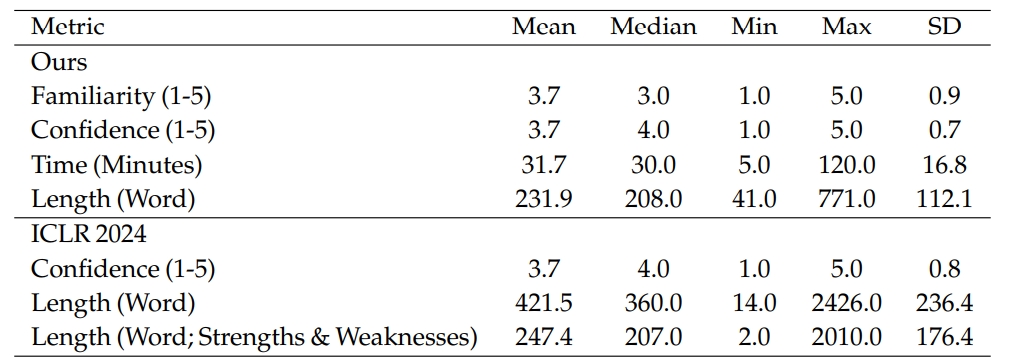 Metric Mean Median Min Max SD
Ours
Familiarity (1-5) 3.7 3.0 1.0 5.0 0.9
Confidence (1-5) 3.7 4.0 1.0 5.0 0.7
Time (Minutes) 31.7 30.0 5.0 120.0 16.8
Length (Word) 231.9 208.0 41.0 771.0 112.1
ICLR 2024
Confidence (1-5) 3.7 4.0 1.0 5.0 0.8
Length (Word) 421.5 360.0 14.0 2426.0 236.4
Length (Word; Strengths & Weaknesses) 247.4 207.0 2.0 2010.0 176.4